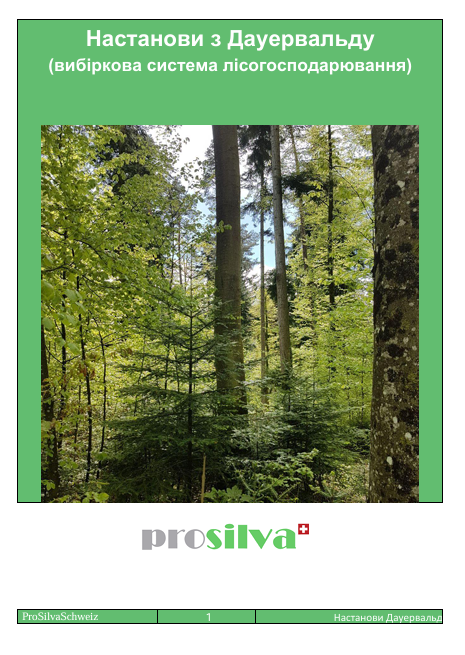 Настанови з Дауервальду
(вибіркова система лісогосподарювання)
prosilva
ProSilvaSchweiz
1
Настанови Дауервальд